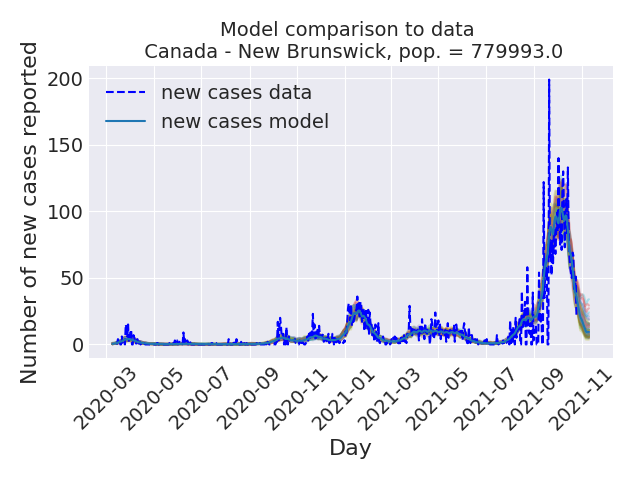 Model comparison to data
Canada - New Brunswick, pop. = 779993.0
Number of new cases reported
200
150
100
50
0
new cases data
new cases model
2020-03
2020-05
2020-07
2020-09
2020-11
2021-01
2021-03
2021-05
2021-07
2021-09
2021-11
Day